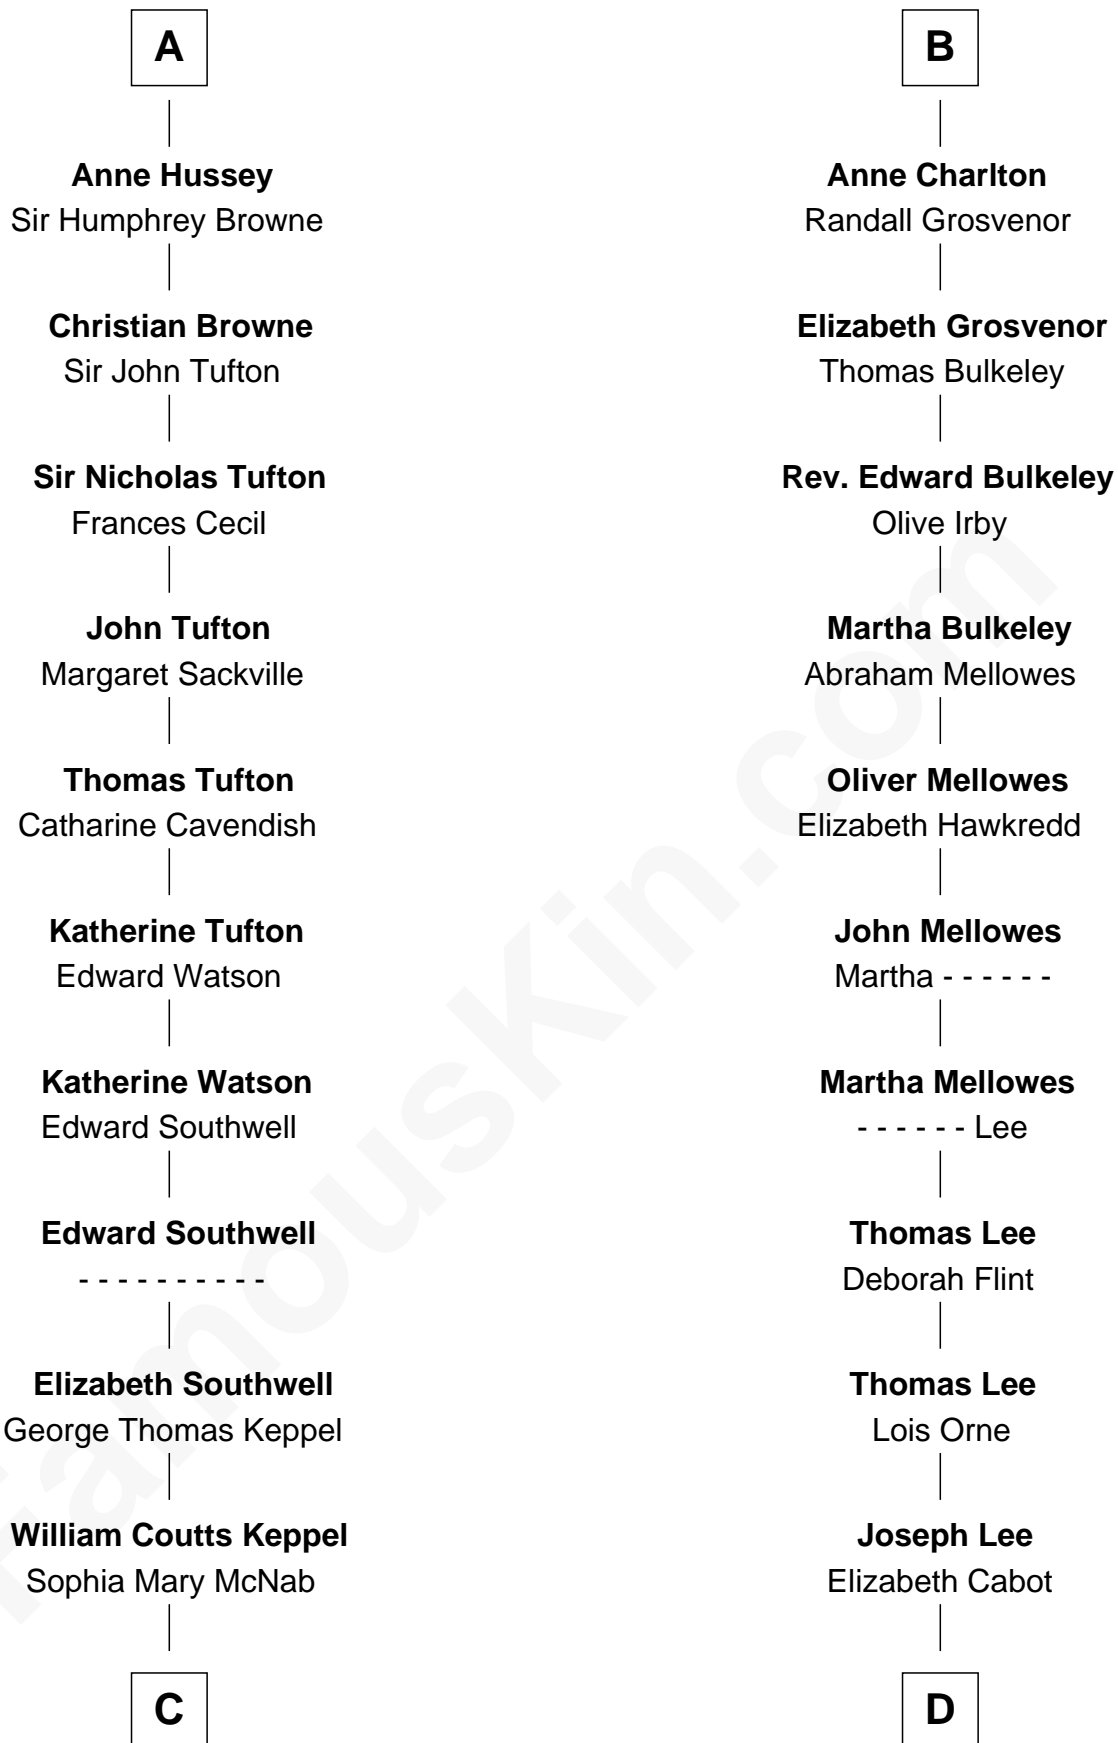 A
Anne Hussey
Sir Humphrey Browne
Christian Browne
Sir John Tufton
Sir Nicholas Tufton
Frances Cecil
John Tufton
Margaret Sackville
Thomas Tufton
Catharine Cavendish
Katherine Tufton
Edward Watson
Katherine Watson
Edward Southwell
Edward Southwell
- - - - - - - - - -
Elizabeth Southwell
George Thomas Keppel
William Coutts Keppel
Sophia Mary McNab
C
B
Anne Charlton
Randall Grosvenor
Elizabeth Grosvenor
Thomas Bulkeley
Rev. Edward Bulkeley
Olive Irby
Martha Bulkeley
Abraham Mellowes
Oliver Mellowes
Elizabeth Hawkredd
John Mellowes
Martha - - - - - -
Martha Mellowes
- - - - - - Lee
Thomas Lee
Deborah Flint
Thomas Lee
Lois Orne
Joseph Lee
Elizabeth Cabot
D
FamousKin.com